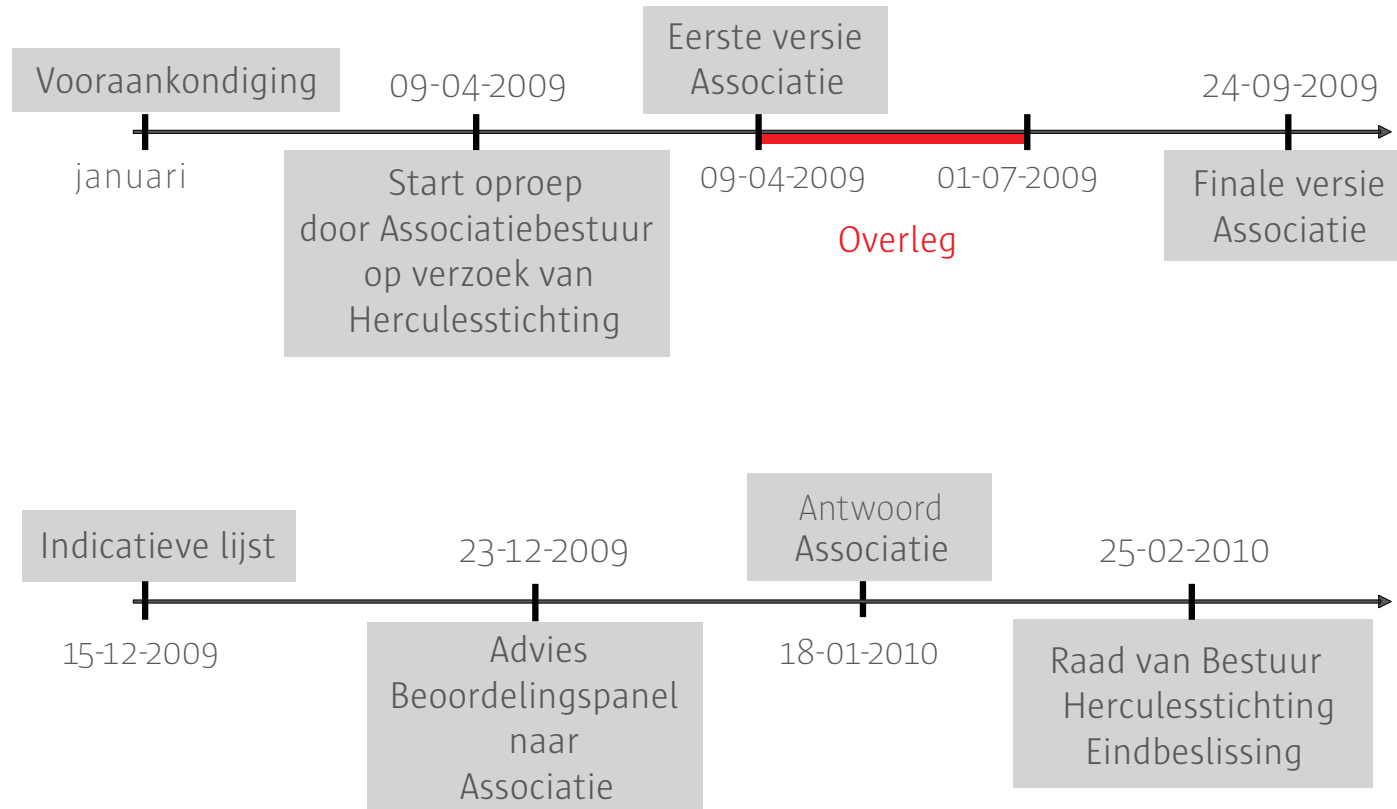 Vooraankondiging
januari
09-04-2009
Start oproep
door Associatiebestuur
op verzoek van
Herculesstichting
Eerste versie
Associatie
09-04-2009
01-07-2009
Overleg
24-09-2009
Finale versie
Associatie
Indicatieve lijst
15-12-2009
23-12-2009
Advies
Beoordelingspanel
naar
Associatie
Antwoord
Associatie
18-01-2010
25-02-2010
Raad van Bestuur
Herculesstichting
Eindbeslissing